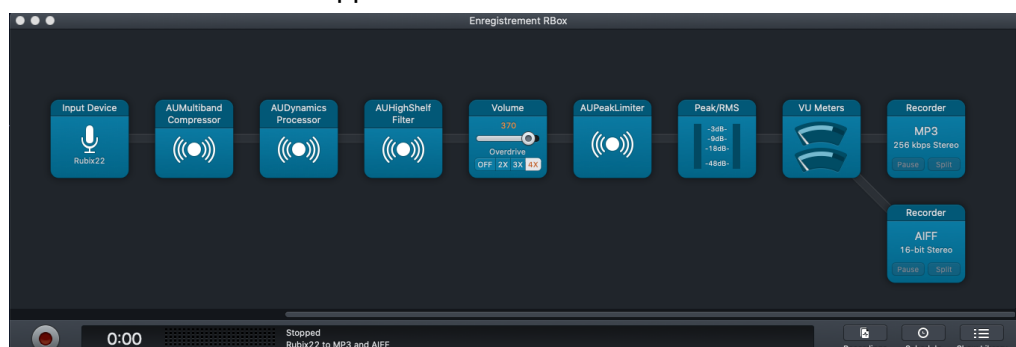 Enregistrement RBox
Input Device
Rubix22
AUMultiband
Compressor
AUDynamics
Processor
AUHighShelf
Filter
Volume
370
Overdrive
OFF 2X 3X 4X
AUPeakLimiter
Peak/RMS
-3dB-
-9dB-
-18dB-
-48dB-
VU Meters
Recorder
MP3
256 kbps Stereo
Pause Split
Recorder
AIFF
16-bit Stereo
Pause Split
0:00
Stopped
Rubix22 to MP3 and AIFF